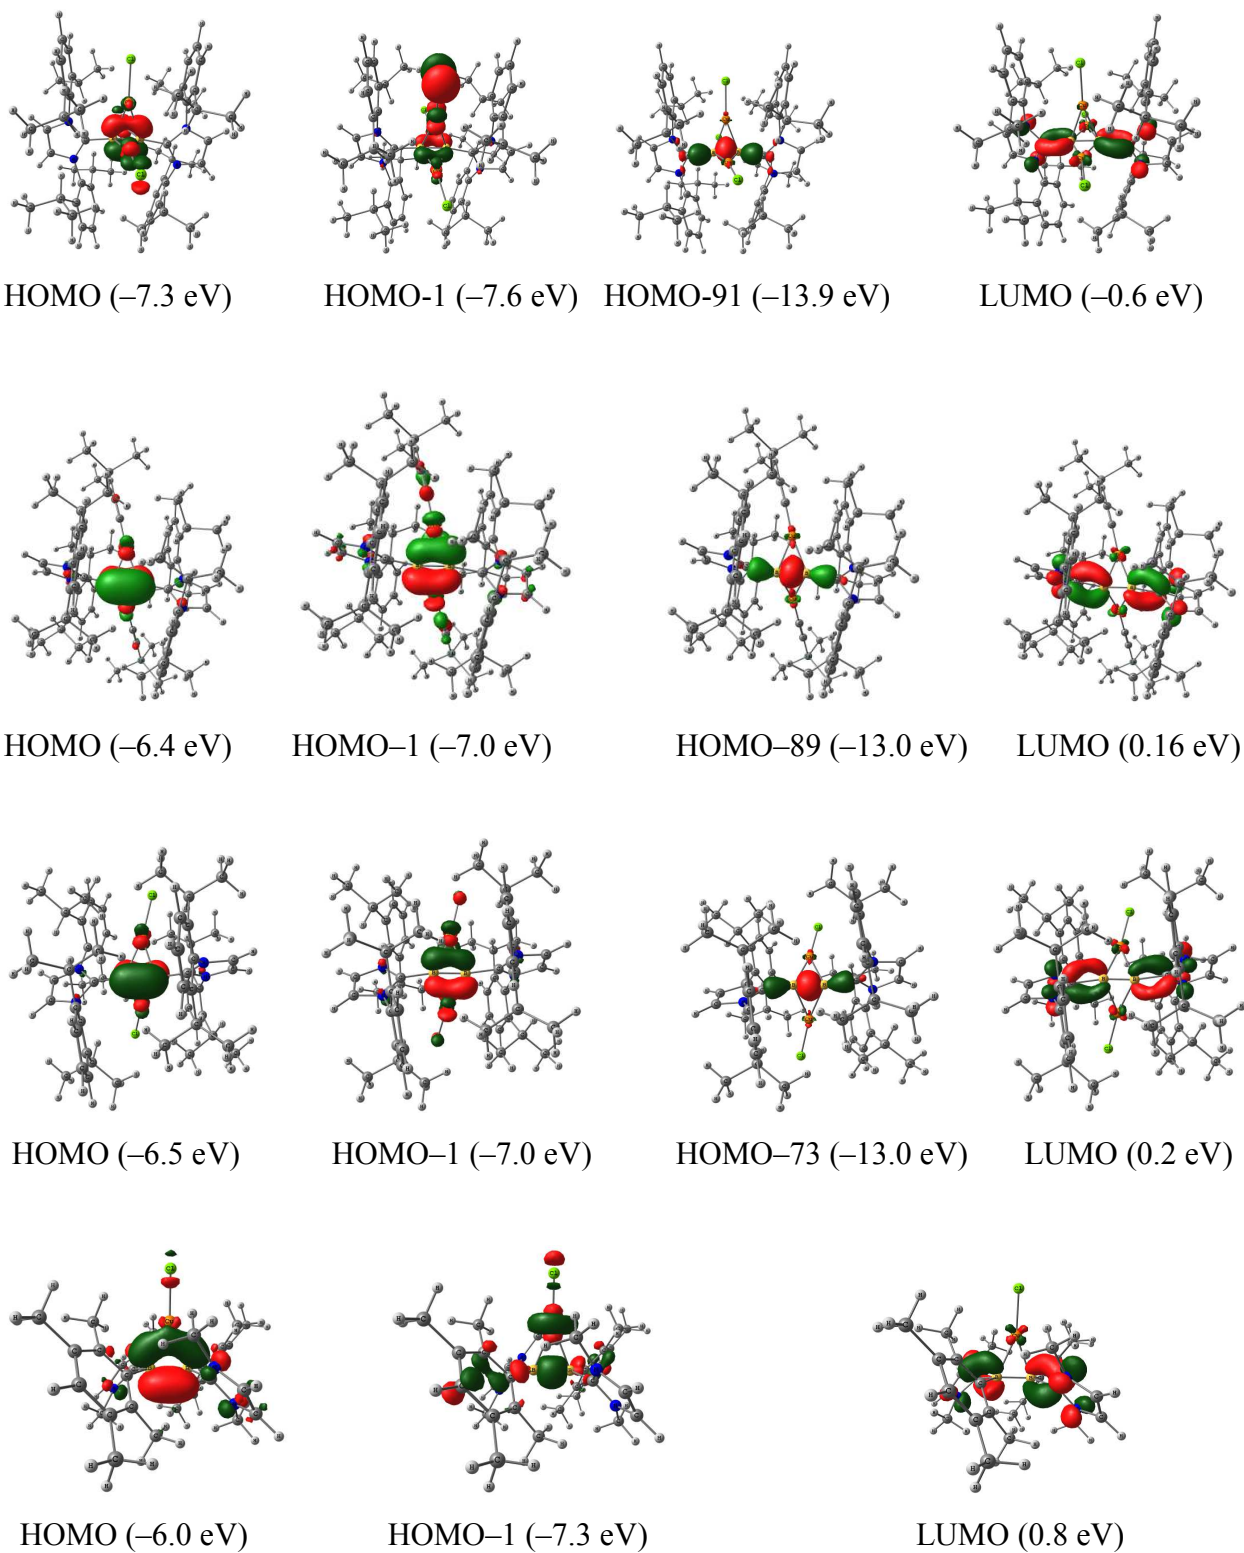 HOMO (–7.3 eV) HOMO-1 (–7.6 eV) HOMO-91 (–13.9 eV) LUMO (–0.6 eV)
HOMO (–6.4 eV) HOMO–1 (–7.0 eV) HOMO–89 (–13.0 eV) LUMO (0.16 eV)
HOMO (–6.5 eV) HOMO–1 (–7.0 eV) HOMO–73 (–13.0 eV) LUMO (0.2 eV)
HOMO (–6.0 eV) HOMO–1 (–7.3 eV) LUMO (0.8 eV)